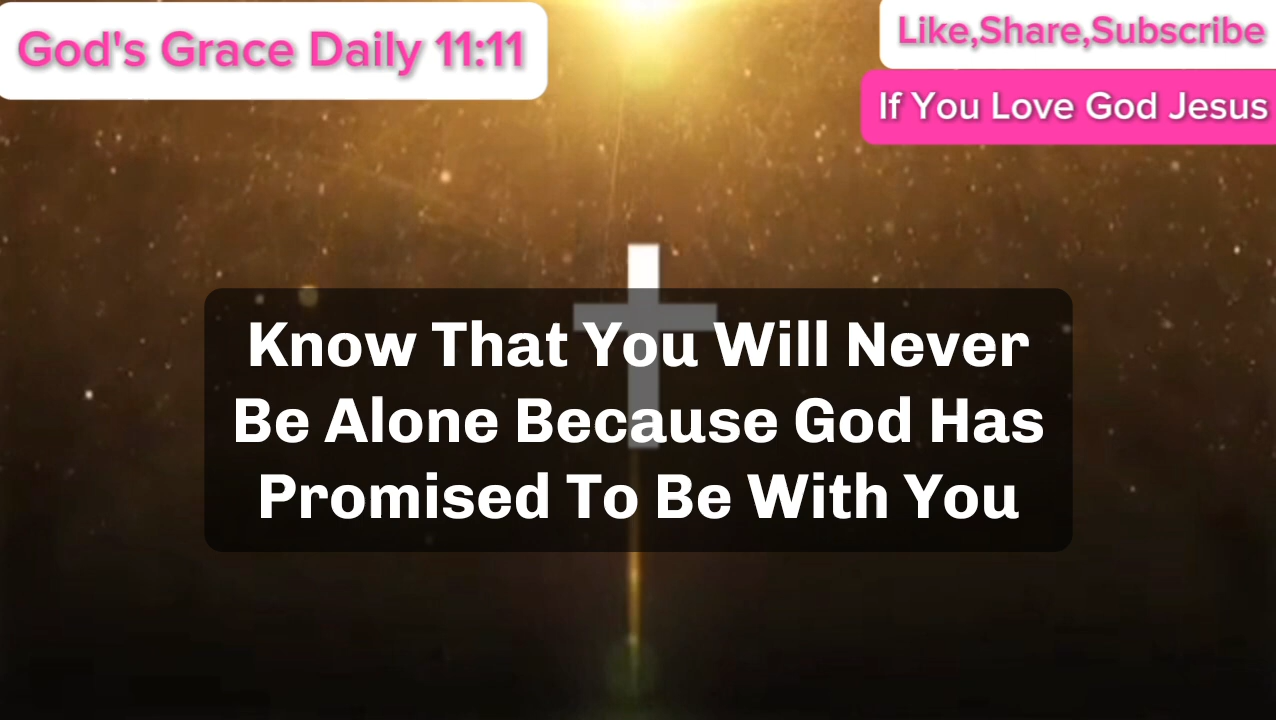 God's Grace Daily 11:11
Like,Share,Subscribe
If You Love God Jesus
Know That You Will Never
Be Alone Because God Has
Promised To Be With You